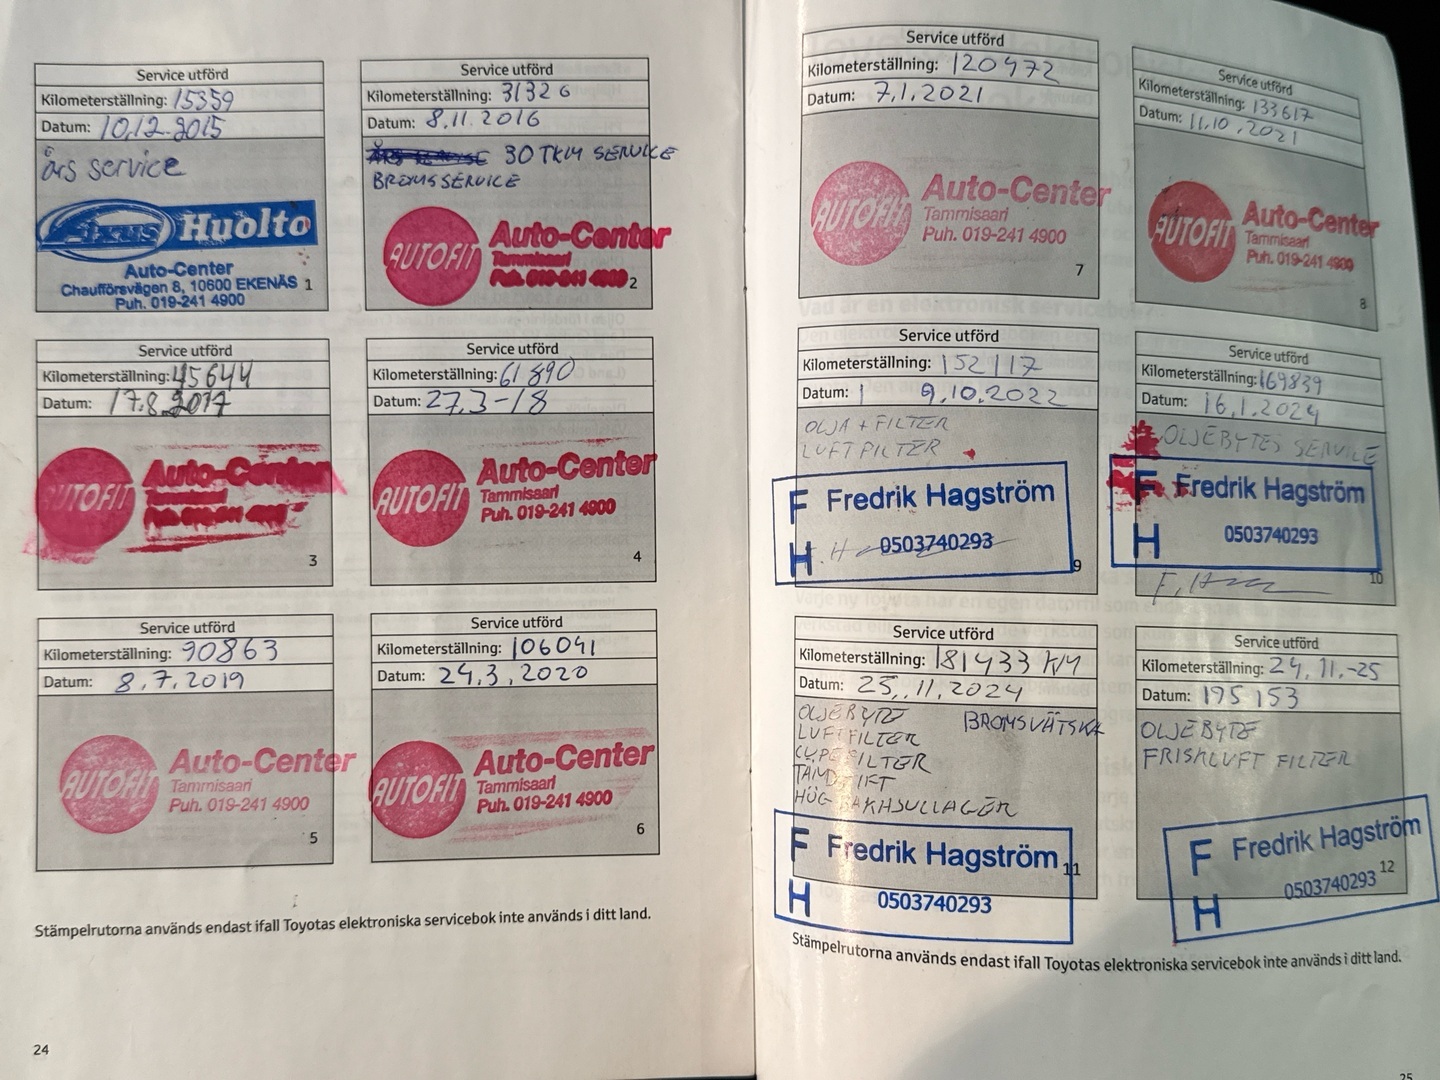 Service utförd
Kilometerställning: 15359
Datum: 10.12.2015
års service
Huolto
Auto-Center
Chaufförsvägen 8, 10600 EKENÄS
Puh. 019-241 4900
1
Service utförd
Kilometerställning: 31326
Datum: 8.11.2016
30 TKM SERVICE
BROMSSERVICE
AUTOFIT Auto-Center
Tammisaari
Puh. 019-241 4900
2
Service utförd
Kilometerställning: 45644
Datum: 17.8.2017
AUTOFIT Auto-Center
3
Service utförd
Kilometerställning: 61890
Datum: 27.3-18
AUTOFIT Auto-Center
Tammisaari
Puh. 019-241 4900
4
Service utförd
Kilometerställning: 90863
Datum: 8.7.2019
AUTOFIT Auto-Center
Tammisaari
Puh. 019-241 4900
5
Service utförd
Kilometerställning: 106041
Datum: 24.3.2020
AUTOFIT Auto-Center
Tammisaari
Puh. 019-241 4900
6
Stämpelrutorna används endast ifall Toyotas elektroniska servicebok inte används i ditt land.
24
Service utförd
Kilometerställning: 120472
Datum: 7.1.2021
AUTOFIT Auto-Center
Tammisaari
Puh. 019-241 4900
7
Service utförd
Kilometerställning: 133617
Datum: 11.10.2021
AUTOFIT Auto-Center
Tammisaari
Puh. 019-241 4900
8
Service utförd
Kilometerställning: 152117
Datum: 9.10.2022
OLJA + FILTER
LUFTFILTER
F Fredrik Hagström
H 0503740293
9
Service utförd
Kilometerställning: 169839
Datum: 16.1.2024
OLJEBYTES SERVICE
F Fredrik Hagström
H 0503740293
10
Service utförd
Kilometerställning: 181433 KM
Datum: 25.11.2024
OLJEBYTE BROMSVÄTSKA
LUFTFILTER
FILTER
TÄNDSTIFT
HÖG BAKHJULLAGER
F Fredrik Hagström
H 0503740293
11
Service utförd
Kilometerställning: 24.11.-25
Datum: 195153
OLJEBYTE
FRISKLUFT FILTER
F Fredrik Hagström
H 0503740293
12
Stämpelrutorna används endast ifall Toyotas elektroniska servicebok inte används i ditt land.
25